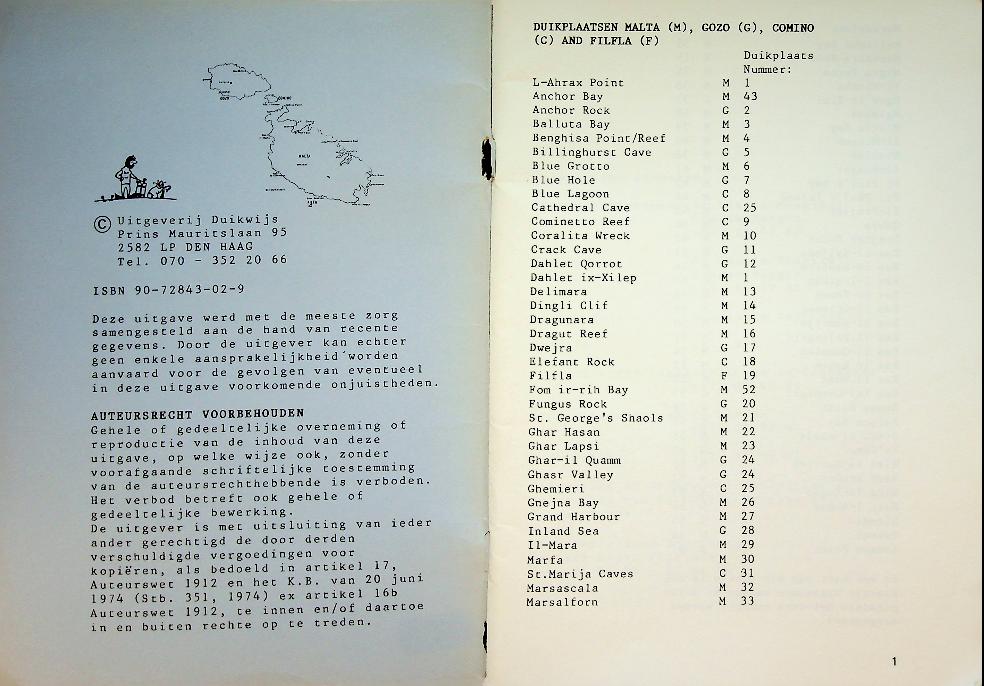 © Uitgeverij Duikwijs
Prins Mauritslaan 95
2582 LP DEN HAAG
Tel. 070 - 352 20 66
ISBN 90-72843-02-9
Deze uitgave werd met de meeste zorg
samengesteld aan de hand van recente
gegevens. Door de uitgever kan echter
geen enkele aansprakelijkheid worden
aanvaard voor de gevolgen van eventueel
in deze uitgave voorkomende onjuistheden.
AUTEURSRECHT VOORBEHOUDEN
Gehele of gedeeltelijke overneming of
reproductie van de inhoud van deze
uitgave, op welke wijze ook, zonder
voorafgaande schriftelijke toestemming
van de auteursrechthebbende is verboden.
Het verbod betreft ook gehele of
gedeeltelijke bewerking.
De uitgever is met uitsluiting van ieder
ander gerechtigd de door derden
verschuldigde vergoedingen voor
kopiëren, als bedoeld in artikel 17,
Auteurswet 1912 en het K.B. van 20 juni
1974 (Stb. 351, 1974) ex artikel 16b
Auteurswet 1912, te innen en/of daartoe
in en buiten rechte op te treden.
DUIKPLAATSEN MALTA (M), GOZO (G), COMINO
(C) AND FILFLA (F)
Duikplaats
Nummer:
L-Ahrax Point M 1
Anchor Bay M 43
Anchor Rock G 2
Balluta Bay M 3
Benghisa Point/Reef M 4
Billinghurst Cave G 5
Blue Grotto M 6
Blue Hole G 7
Blue Lagoon C 8
Cathedral Cave C 25
Cominetto Reef C 9
Coralita Wreck M 10
Crack Cave G 11
Dahlet Qorrot G 12
Dahlet ix-Xilep M 1
Delimara M 13
Dingli Clif M 14
Dragunara M 15
Dragut Reef M 16
Dwejra G 17
Elefant Rock C 18
Filfla F 19
Fom ir-rih Bay M 52
Fungus Rock G 20
St. George's Shaols M 21
Ghar Hasan M 22
Ghar Lapsi M 23
Ghar-il Quamm G 24
Ghasr Valley G 24
Ghemieri C 25
Gnejna Bay M 26
Grand Harbour M 27
Inland Sea G 28
Il-Mara M 29
Marfa M 30
St.Marija Caves C 31
Marsascala M 32
Marsalforn M 33
1